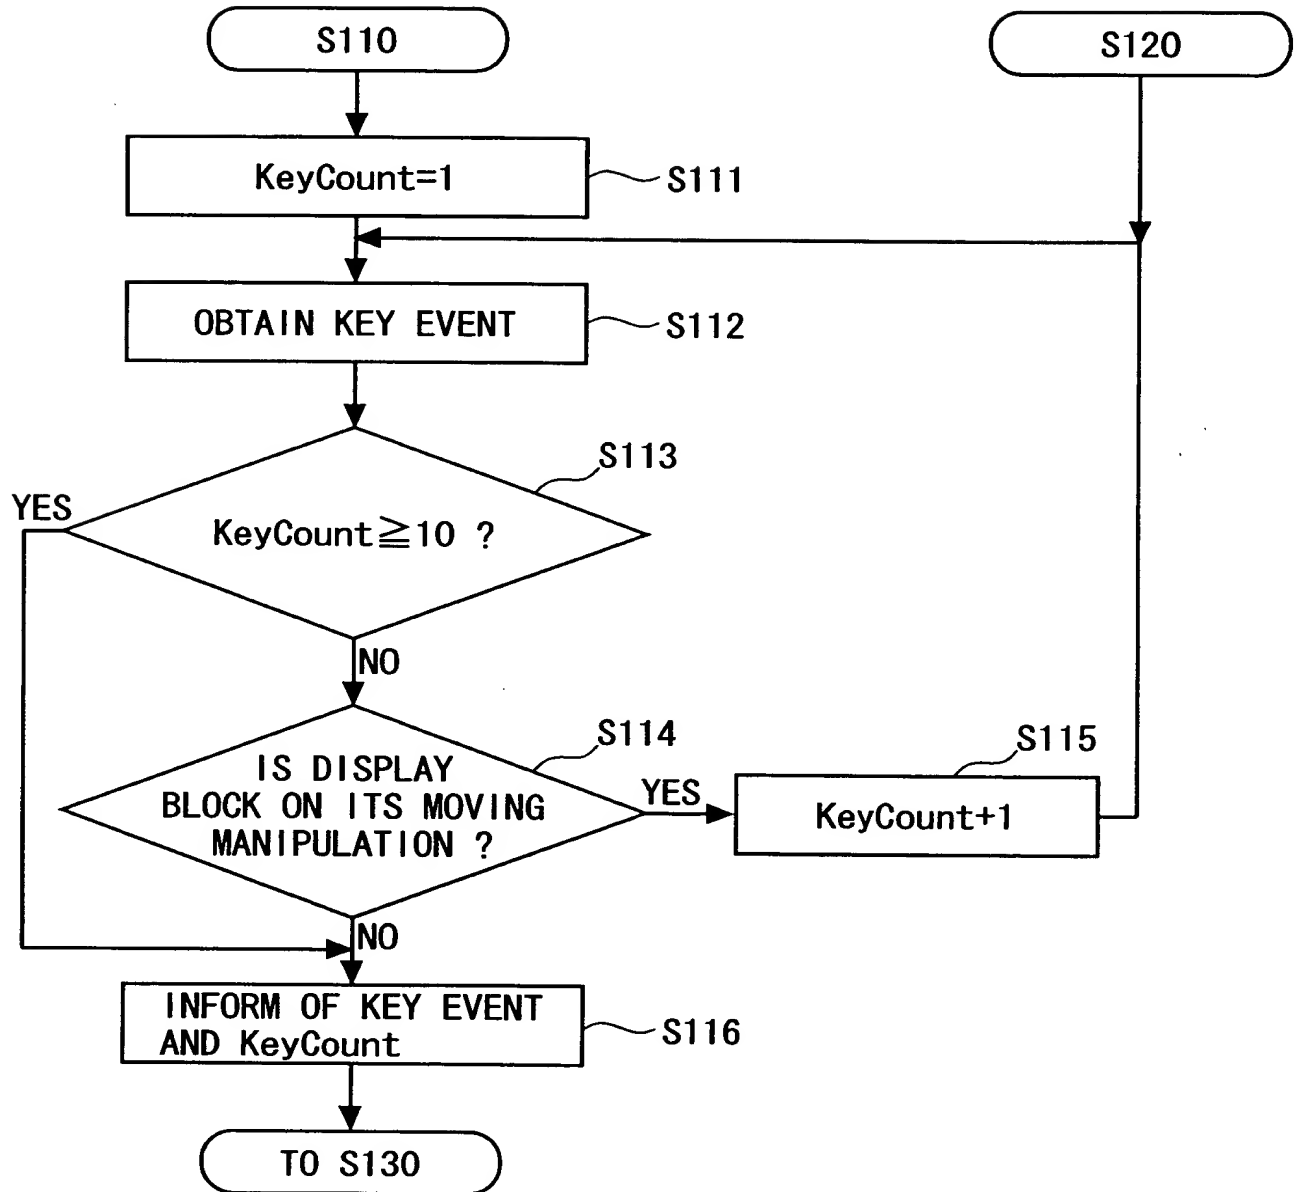 S110
S120
KeyCount=1
S111
OBTAIN KEY EVENT
S112
S113
YES
KeyCount≧10 ?
NO
S114
IS DISPLAY
BLOCK ON ITS MOVING
MANIPULATION ?
YES
S115
KeyCount+1
NO
INFORM OF KEY EVENT
AND KeyCount
S116
TO S130